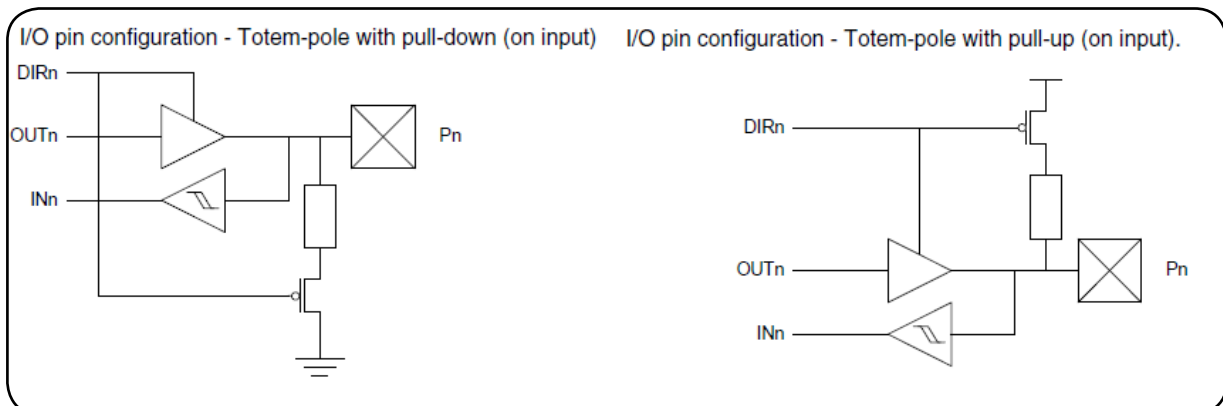 I/O pin configuration - Totem-pole with pull-down (on input)
DIRn
OUTn
Pn
INn
I/O pin configuration - Totem-pole with pull-up (on input).
DIRn
OUTn
Pn
INn